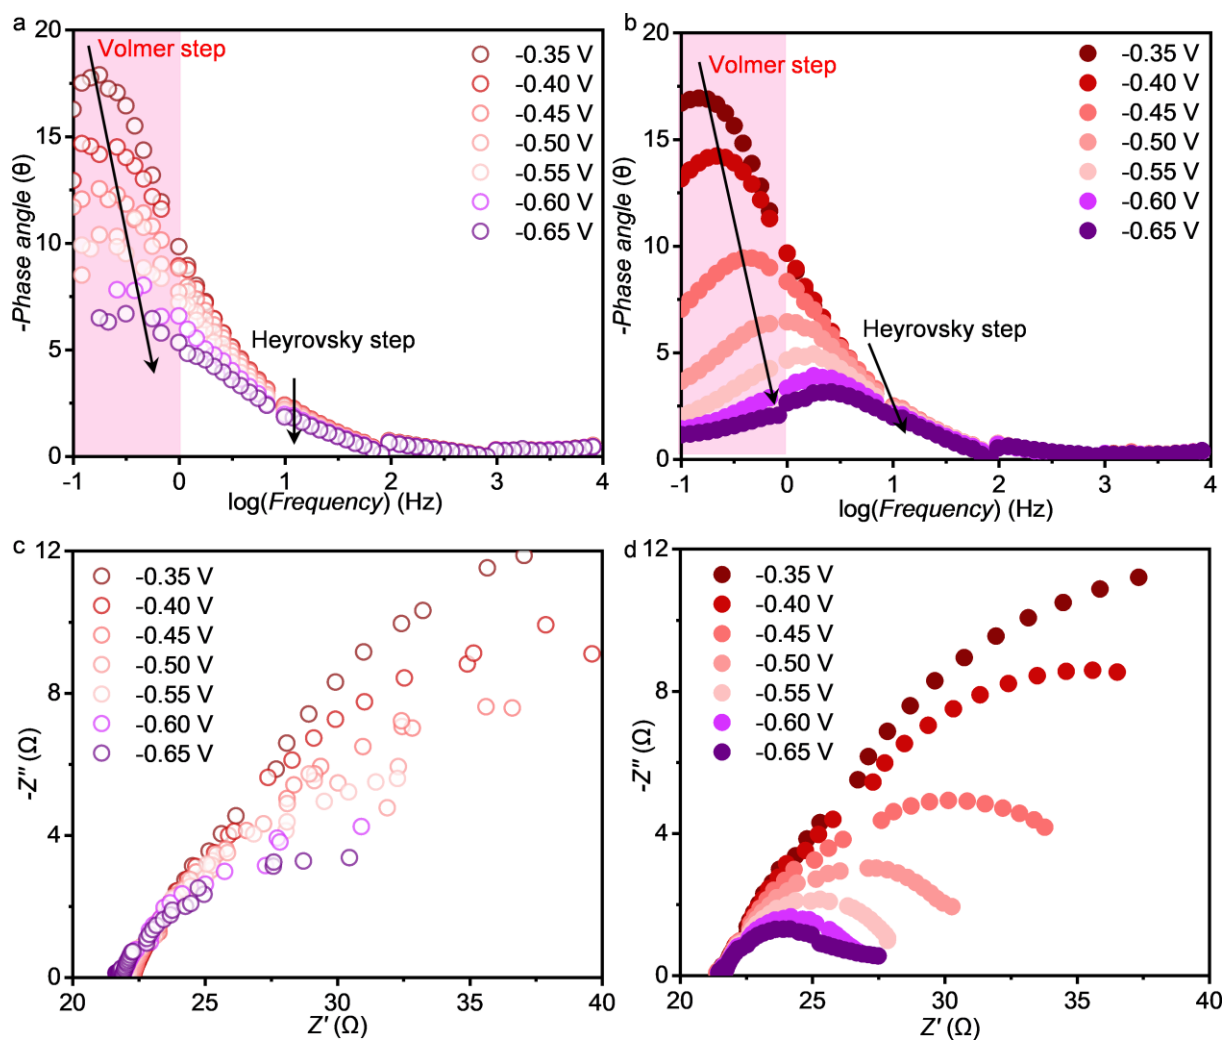 a
20
15
10
5
0
-Phase angle (θ)
Volmer step
Heyrovsky step
-0.35 V
-0.40 V
-0.45 V
-0.50 V
-0.55 V
-0.60 V
-0.65 V
-1 0 1 2 3 4
log(Frequency) (Hz)
b
20
15
10
5
0
-Phase angle (θ)
Volmer step
Heyrovsky step
-0.35 V
-0.40 V
-0.45 V
-0.50 V
-0.55 V
-0.60 V
-0.65 V
-1 0 1 2 3 4
log(Frequency) (Hz)
c
12
8
4
0
-Z" (Ω)
-0.35 V
-0.40 V
-0.45 V
-0.50 V
-0.55 V
-0.60 V
-0.65 V
20 25 30 35 40
Z' (Ω)
d
12
8
4
0
-Z" (Ω)
-0.35 V
-0.40 V
-0.45 V
-0.50 V
-0.55 V
-0.60 V
-0.65 V
20 25 30 35 40
Z' (Ω)